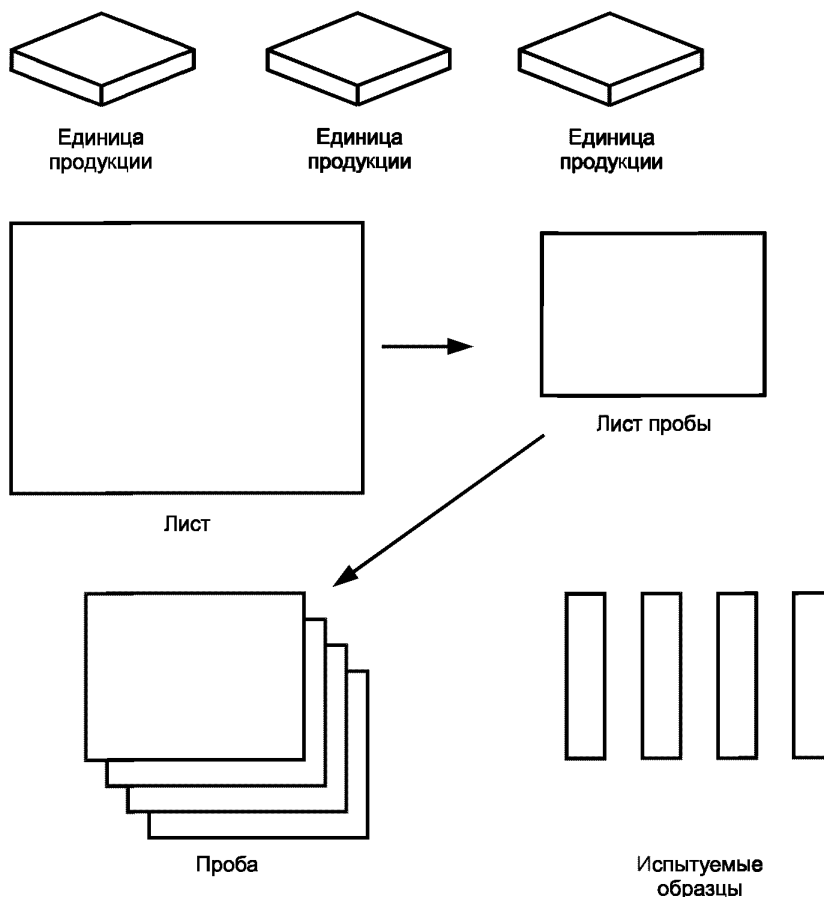 Единица
продукции
Единица
продукции
Единица
продукции
Лист пробы
Лист
Проба
Испытуемые
образцы